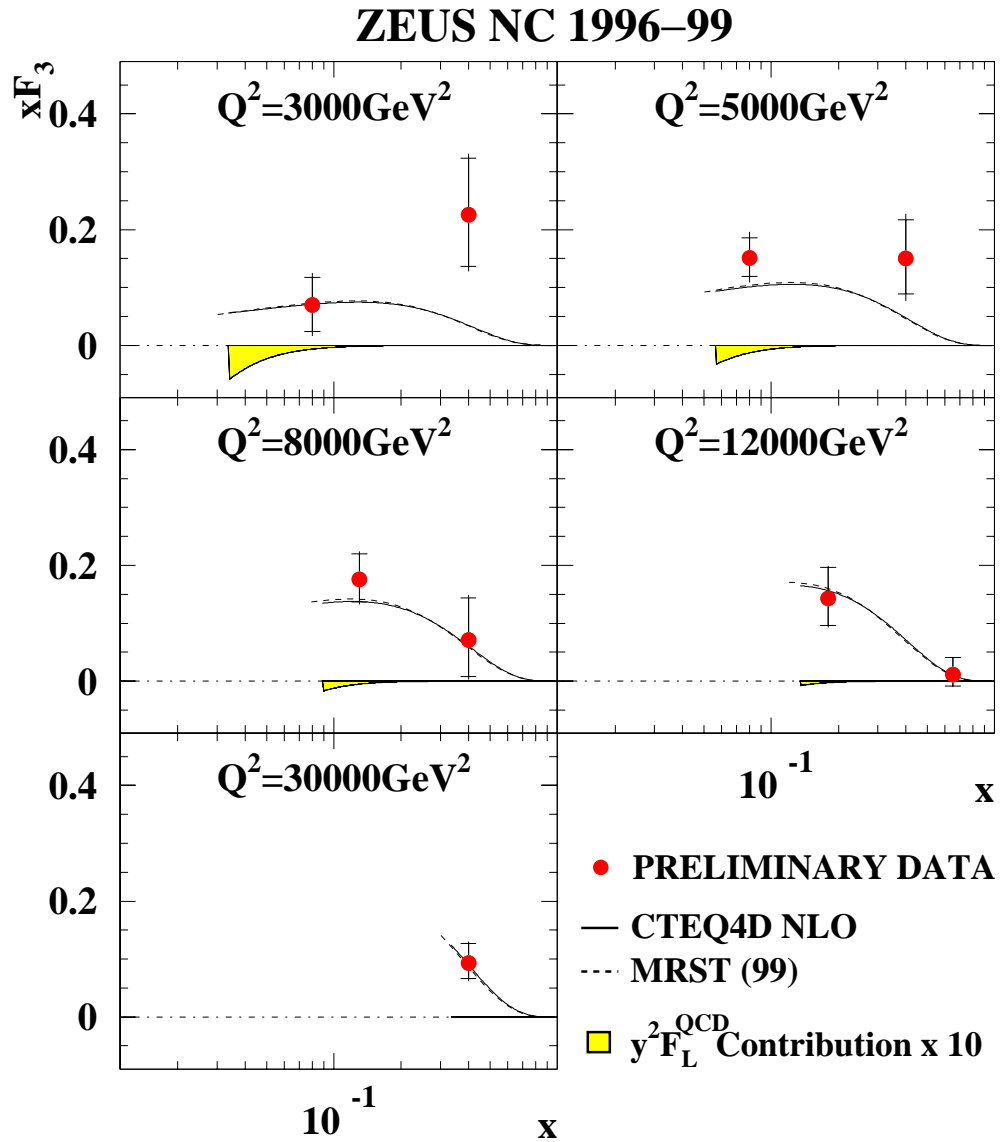 ZEUS NC 1996–99
xF₃
Q²=3000GeV²
Q²=5000GeV²
0.4
0.2
0
Q²=8000GeV²
Q²=12000GeV²
0.4
0.2
0
Q²=30000GeV²
0.4
0.2
0
10⁻¹
x
10⁻¹
x
PRELIMINARY DATA
CTEQ4D NLO
MRST (99)
y²F_L^QCD Contribution x 10